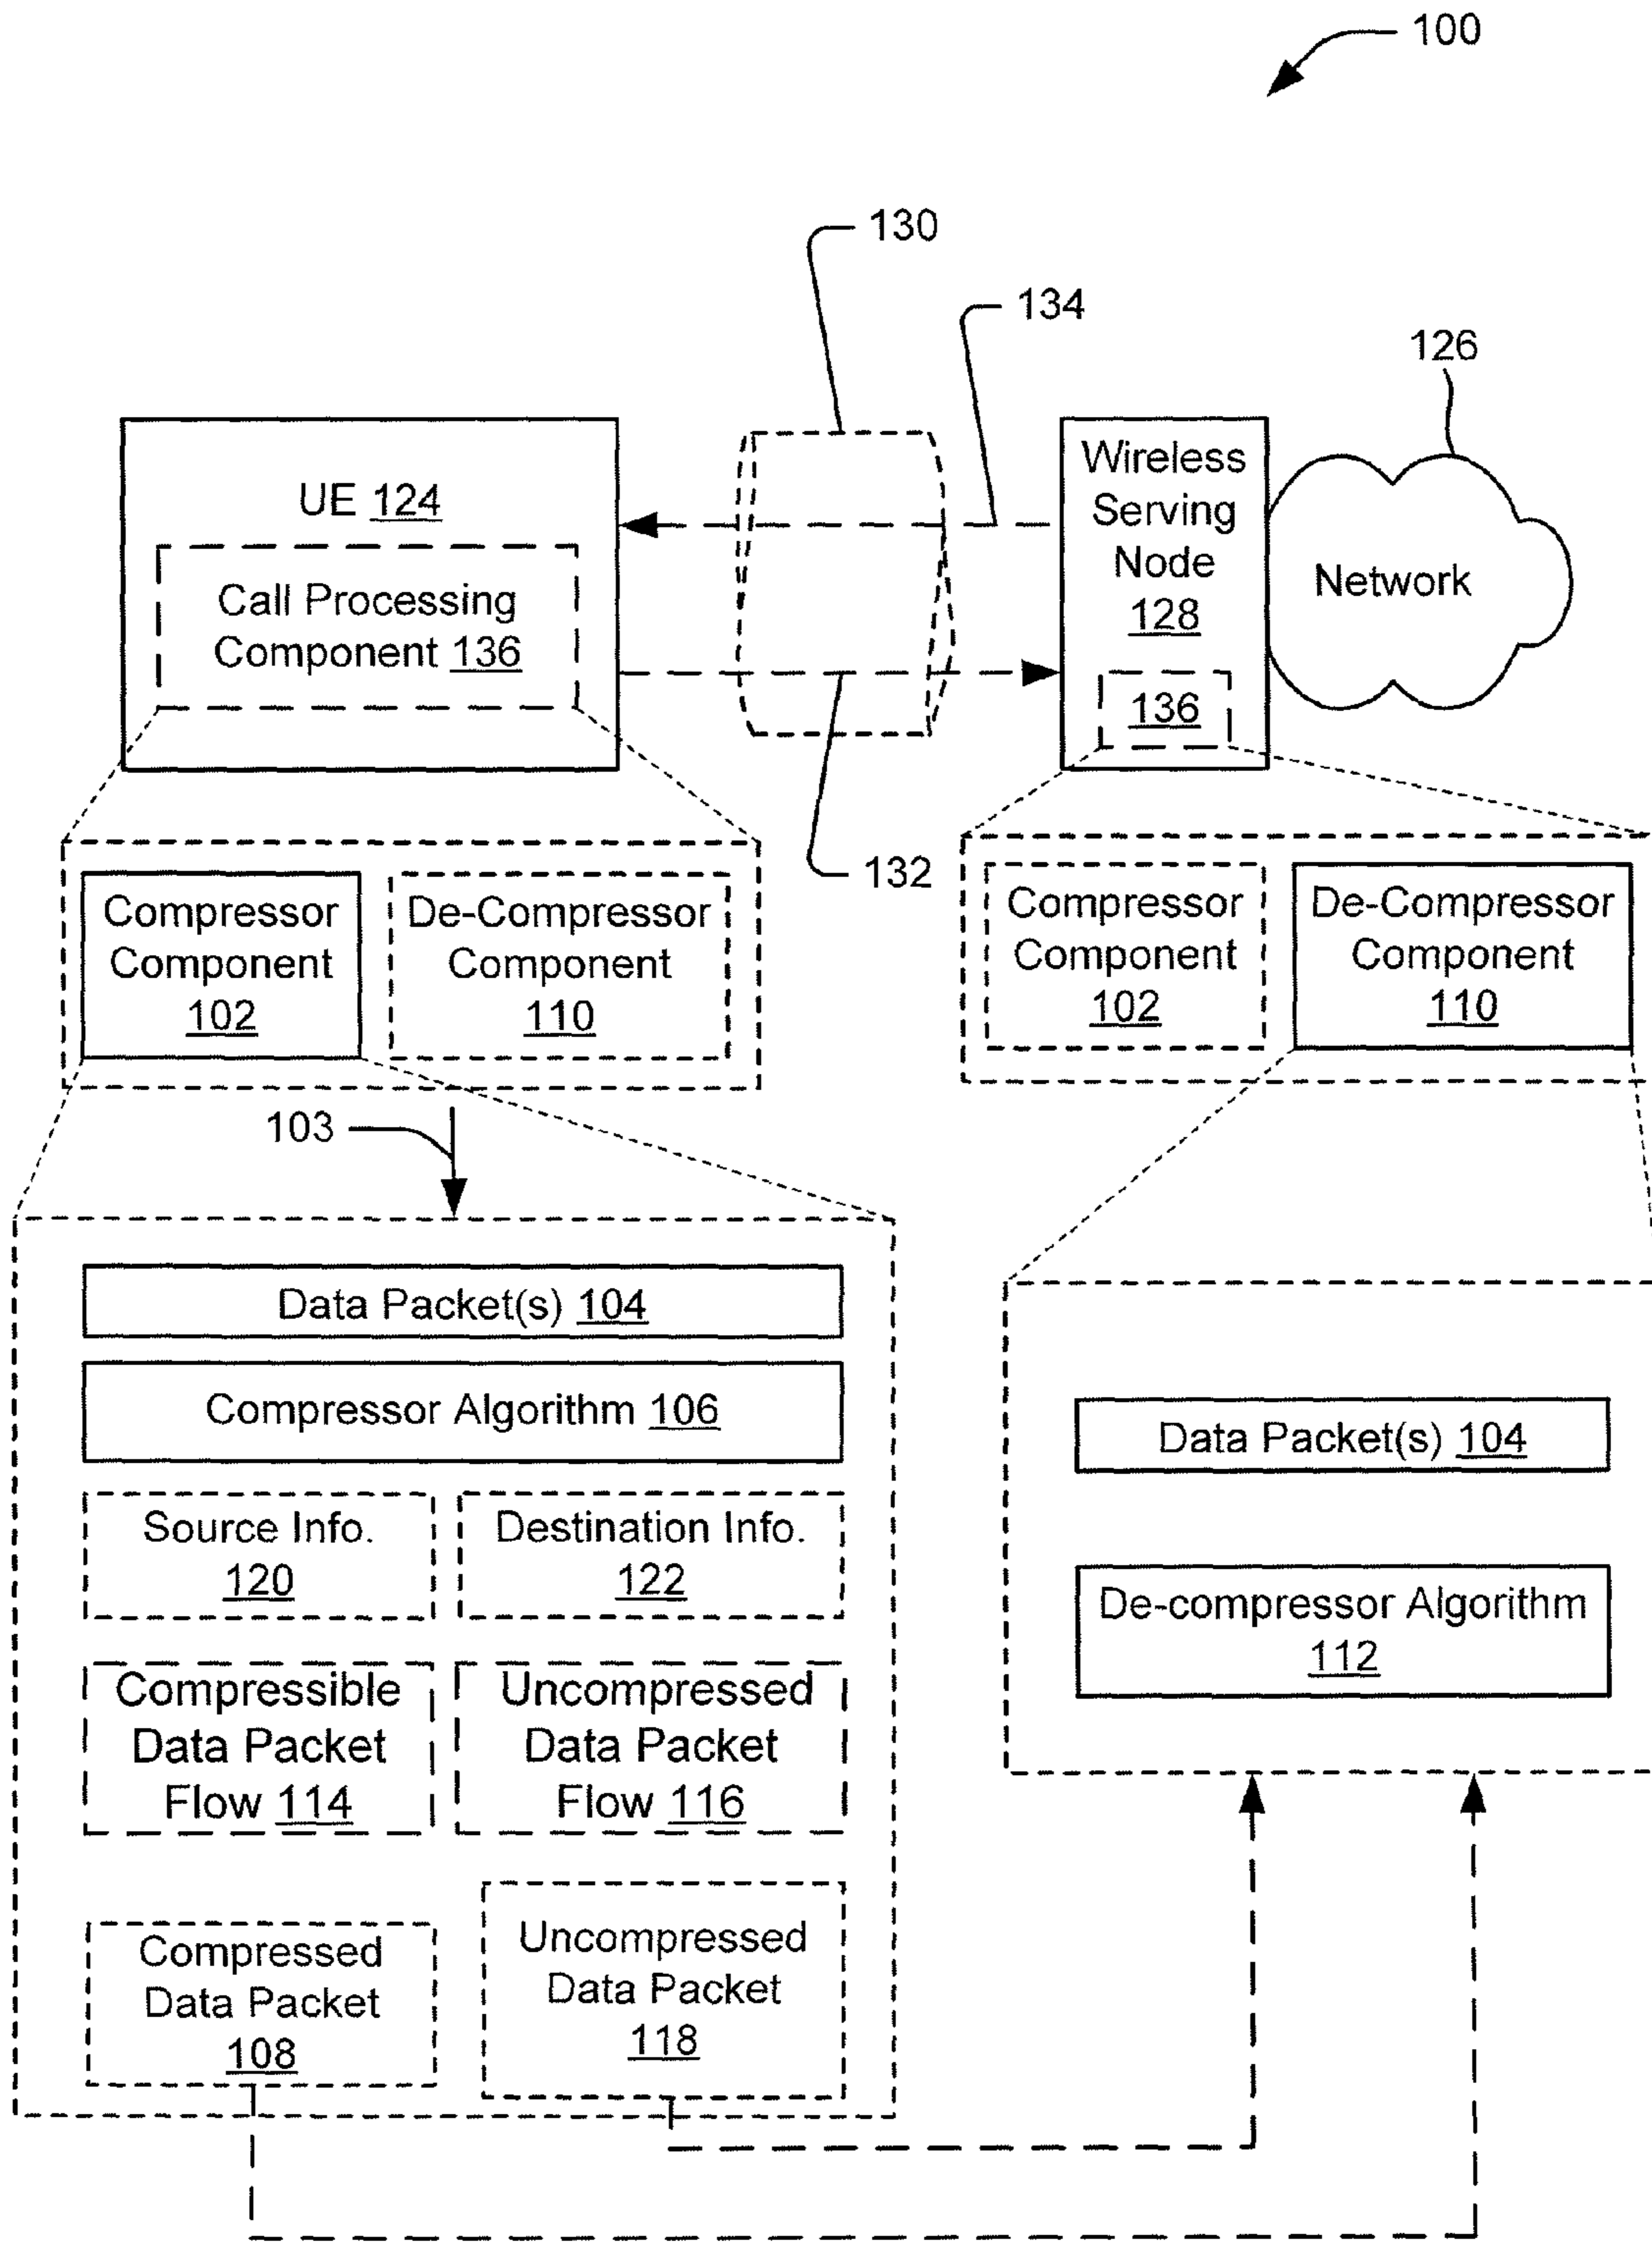 100
130
134
126
UE 124
Call Processing
Component 136
Wireless
Serving
Node
128
136
Network
132
Compressor
Component
102
De-Compressor
Component
110
Compressor
Component
102
De-Compressor
Component
110
103
Data Packet(s) 104
Compressor Algorithm 106
Source Info.
120
Destination Info.
122
Compressible
Data Packet
Flow 114
Uncompressed
Data Packet
Flow 116
Compressed
Data Packet
108
Uncompressed
Data Packet
118
Data Packet(s) 104
De-compressor Algorithm
112